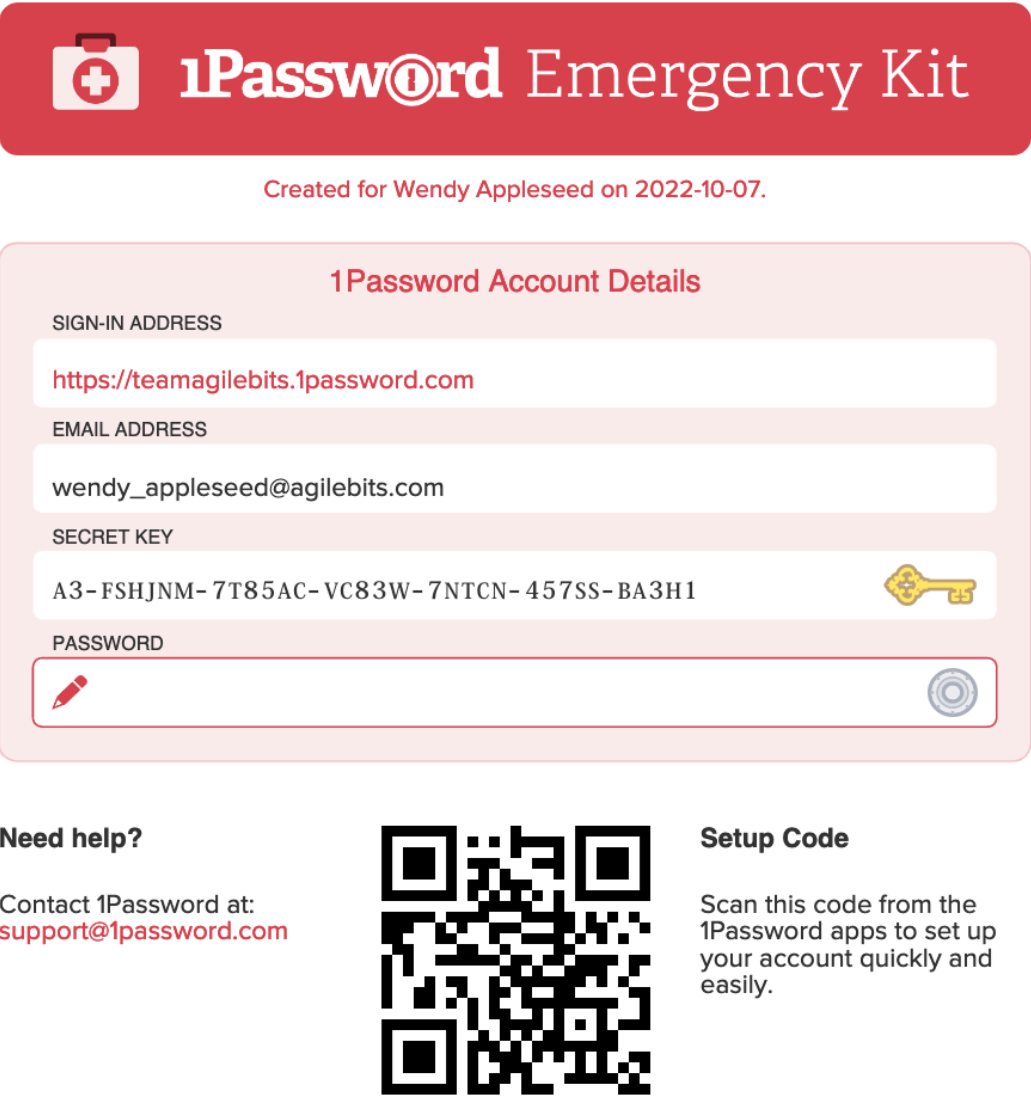 1Password Emergency Kit
Created for Wendy Appleseed on 2022-10-07.
1Password Account Details
SIGN-IN ADDRESS
https://teamagilebits.1password.com
EMAIL ADDRESS
wendy_appleseed@agilebits.com
SECRET KEY
A3-FSHJNM-7T85AC-VC83W-7NTCN-457SS-BA3H1
PASSWORD
Need help?
Contact 1Password at:
support@1password.com
Setup Code
Scan this code from the
1Password apps to set up
your account quickly and
easily.